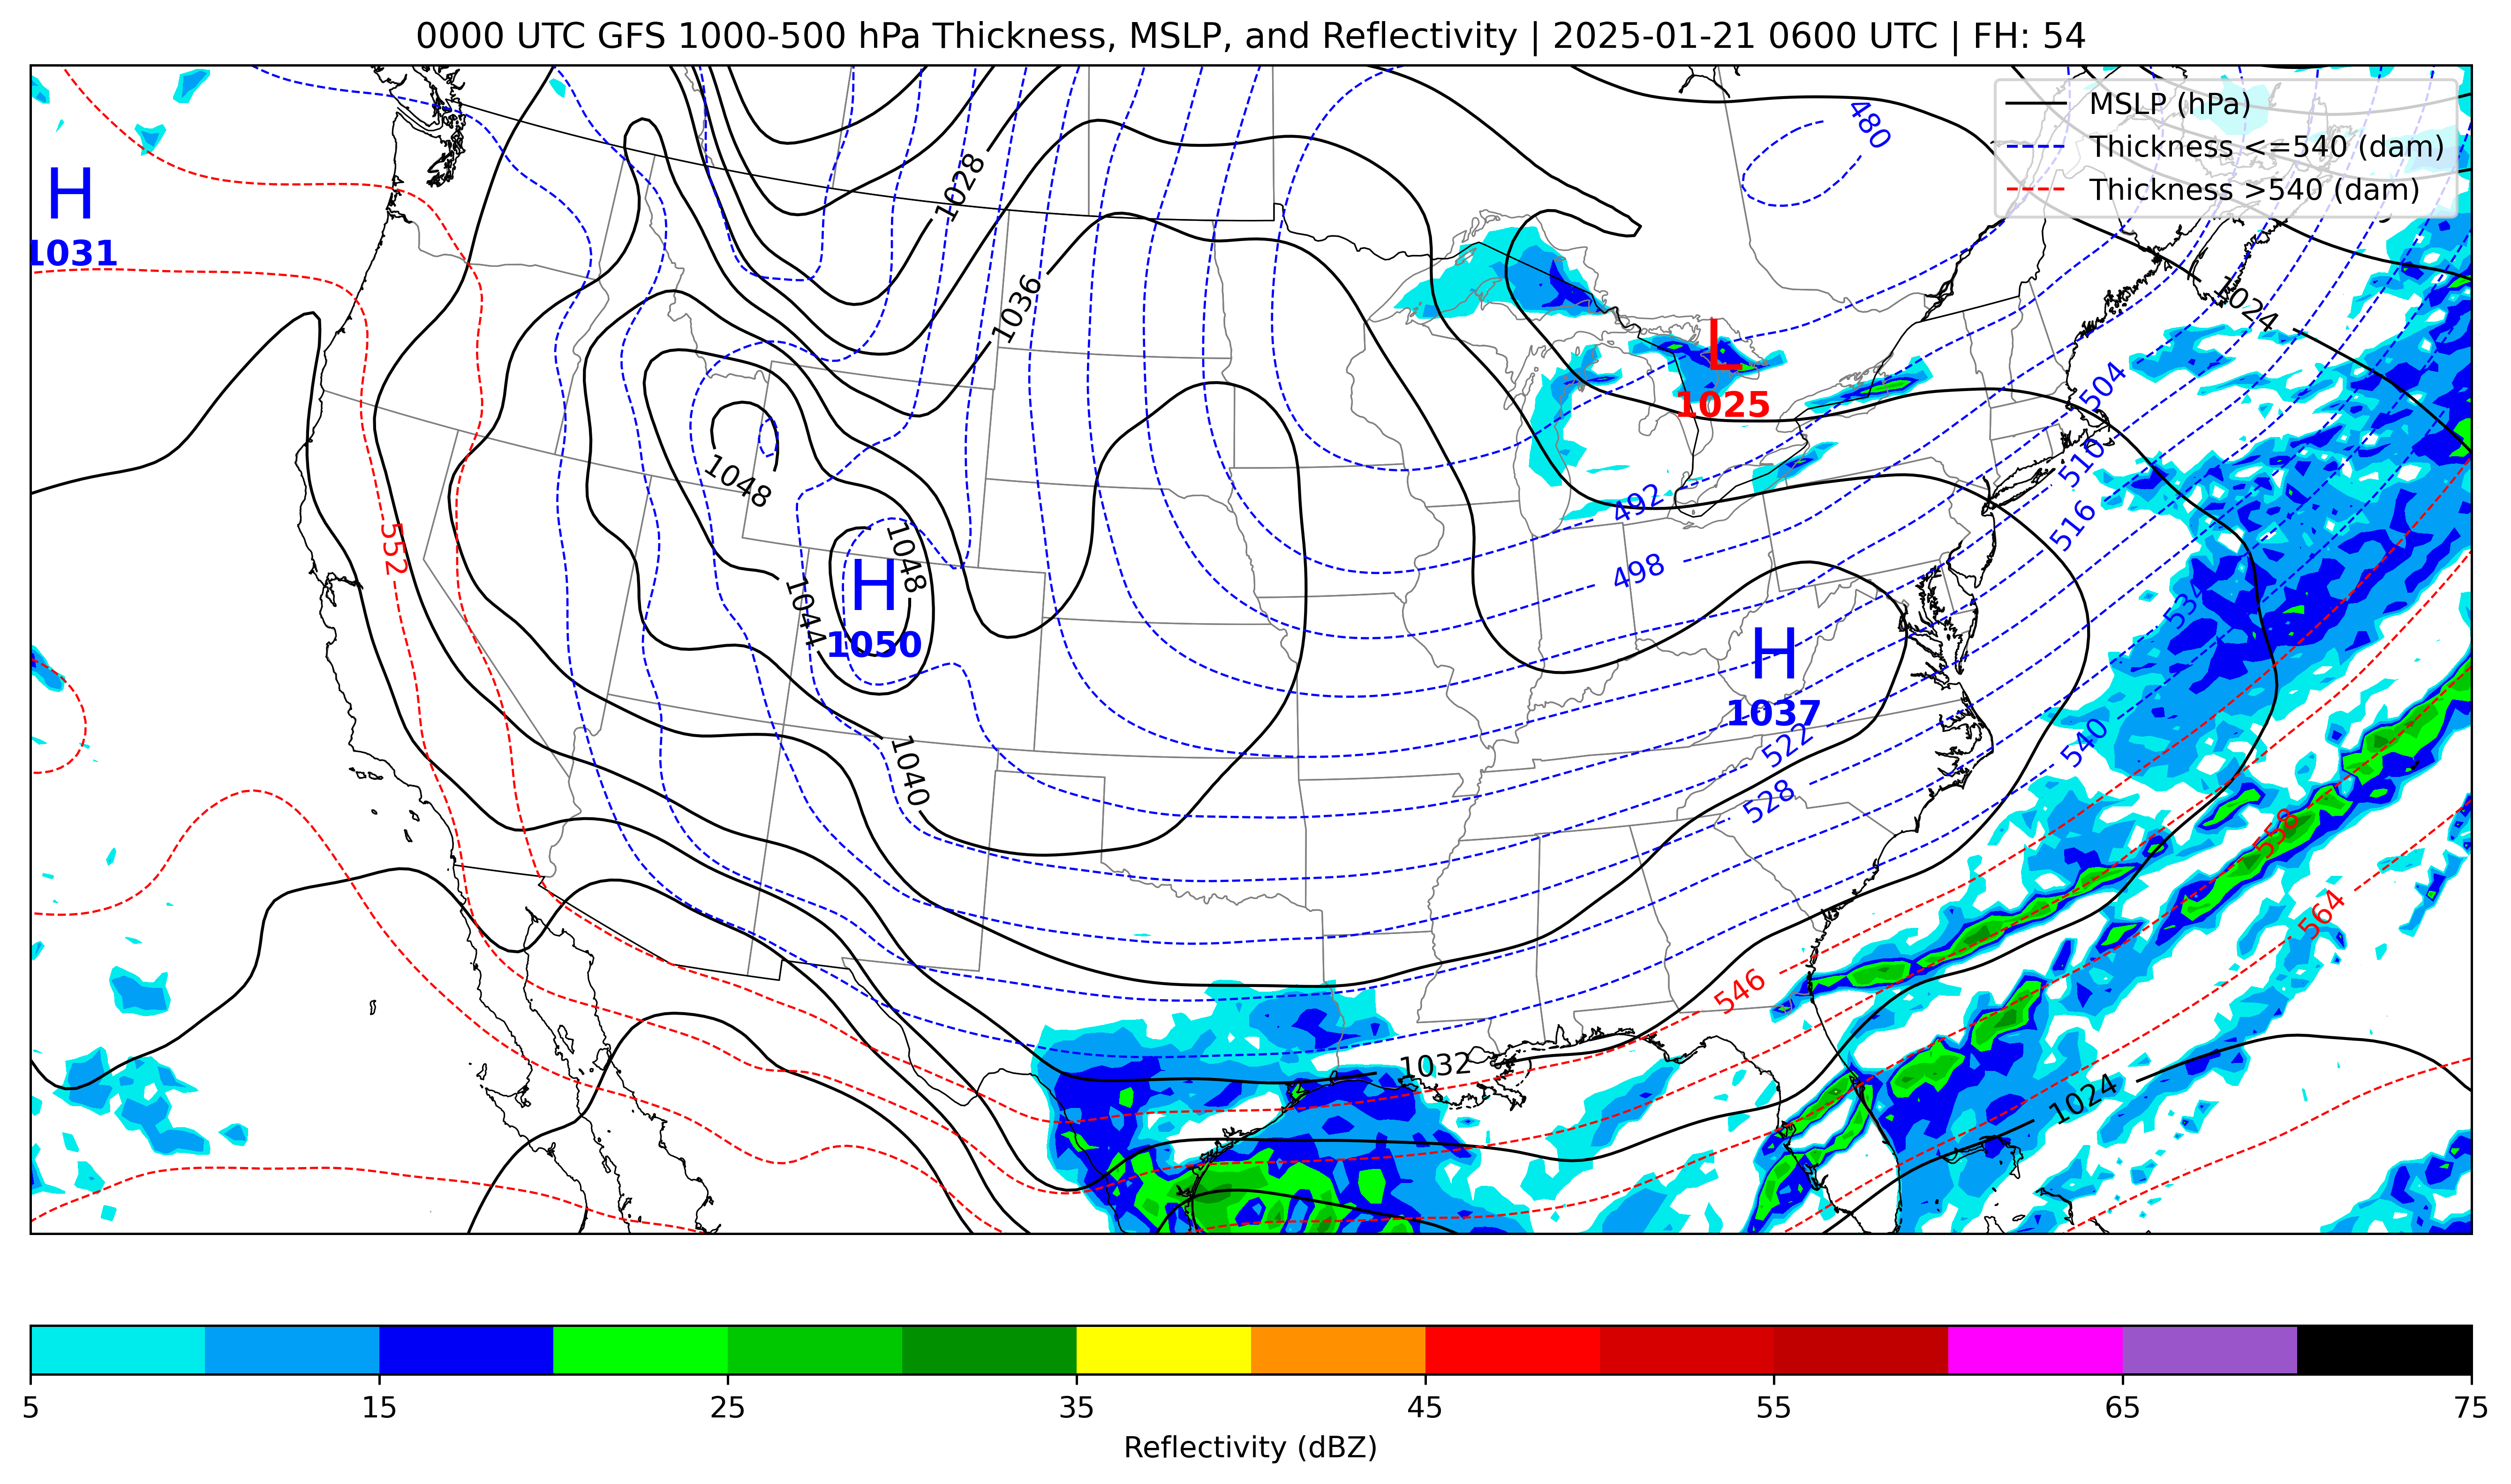 0000 UTC GFS 1000-500 hPa Thickness, MSLP, and Reflectivity | 2025-01-21 0600 UTC | FH: 54
MSLP (hPa)
Thickness <=540 (dam)
Thickness >540 (dam)
480
H
1031
1028
1036
1024
L
1025
504
1048
510
492
516
552
1048
498
H
1050
1044
534
H
1037
522
540
1040
528
558
564
546
1032
1024
5 15 25 35 45 55 65 75
Reflectivity (dBZ)